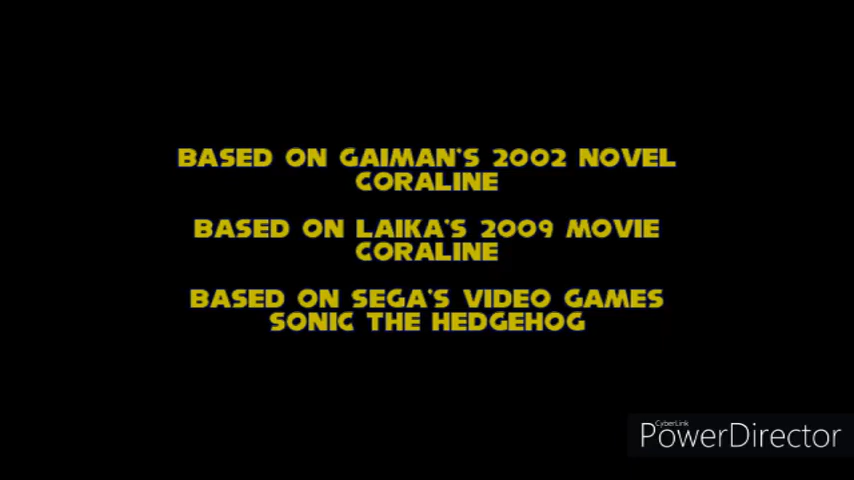 BASED ON GAIMAN'S 2002 NOVEL
CORALINE
BASED ON LAIKA'S 2009 MOVIE
CORALINE
BASED ON SEGA'S VIDEO GAMES
SONIC THE HEDGEHOG
CyberLink
PowerDirector